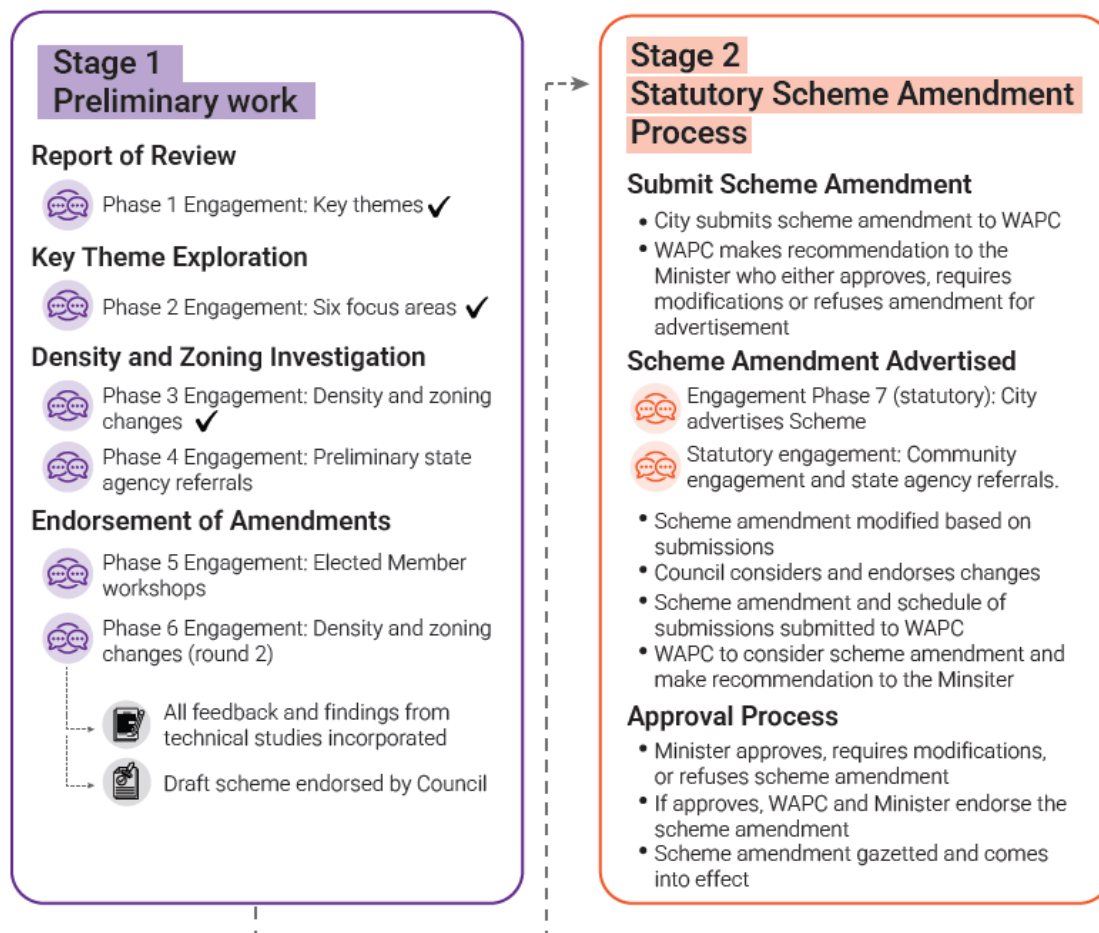 Stage 1
Preliminary work
Report of Review
Phase 1 Engagement: Key themes ✔
Key Theme Exploration
Phase 2 Engagement: Six focus areas ✔
Density and Zoning Investigation
Phase 3 Engagement: Density and zoning
changes ✔
Phase 4 Engagement: Preliminary state
agency referrals
Endorsement of Amendments
Phase 5 Engagement: Elected Member
workshops
Phase 6 Engagement: Density and zoning
changes (round 2)
All feedback and findings from
technical studies incorporated
Draft scheme endorsed by Council
Stage 2
Statutory Scheme Amendment
Process
Submit Scheme Amendment
• City submits scheme amendment to WAPC
• WAPC makes recommendation to the
Minister who either approves, requires
modifications or refuses amendment for
advertisement
Scheme Amendment Advertised
Engagement Phase 7 (statutory): City
advertises Scheme
Statutory engagement: Community
engagement and state agency referrals.
• Scheme amendment modified based on
submissions
• Council considers and endorses changes
• Scheme amendment and schedule of
submissions submitted to WAPC
• WAPC to consider scheme amendment and
make recommendation to the Minsiter
Approval Process
• Minister approves, requires modifications,
or refuses scheme amendment
• If approves, WAPC and Minister endorse the
scheme amendment
• Scheme amendment gazetted and comes
into effect